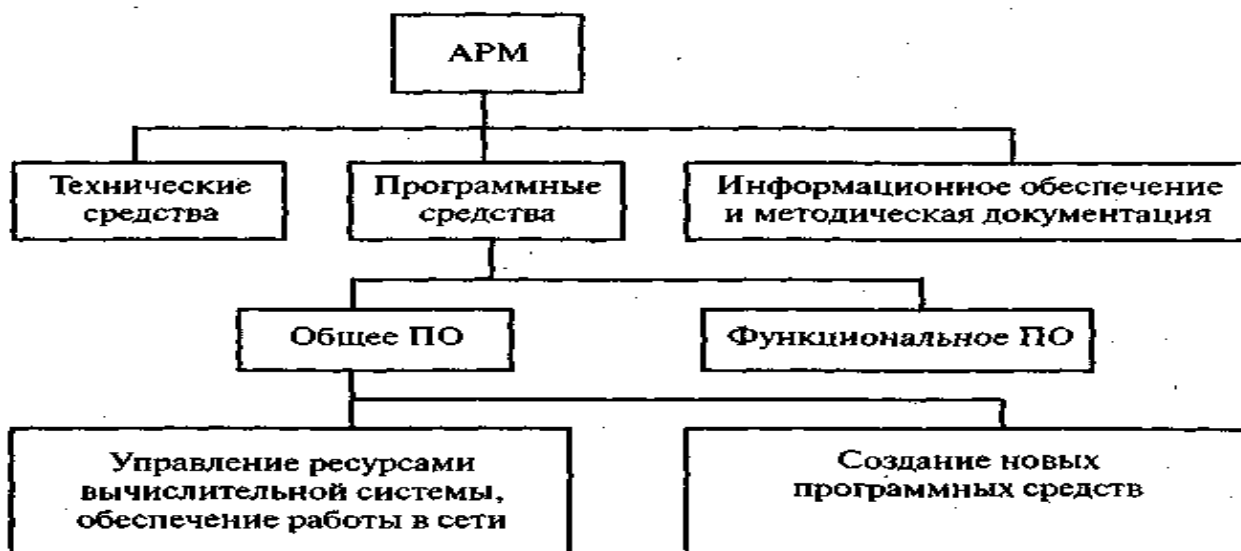 АРМ
Технические
средства
Программные
средства
Информационное обеспечение
и методическая документация
Общее ПО
Функциональное ПО
Управление ресурсами
вычислительной системы,
обеспечение работы в сети
Создание новых
программных средств